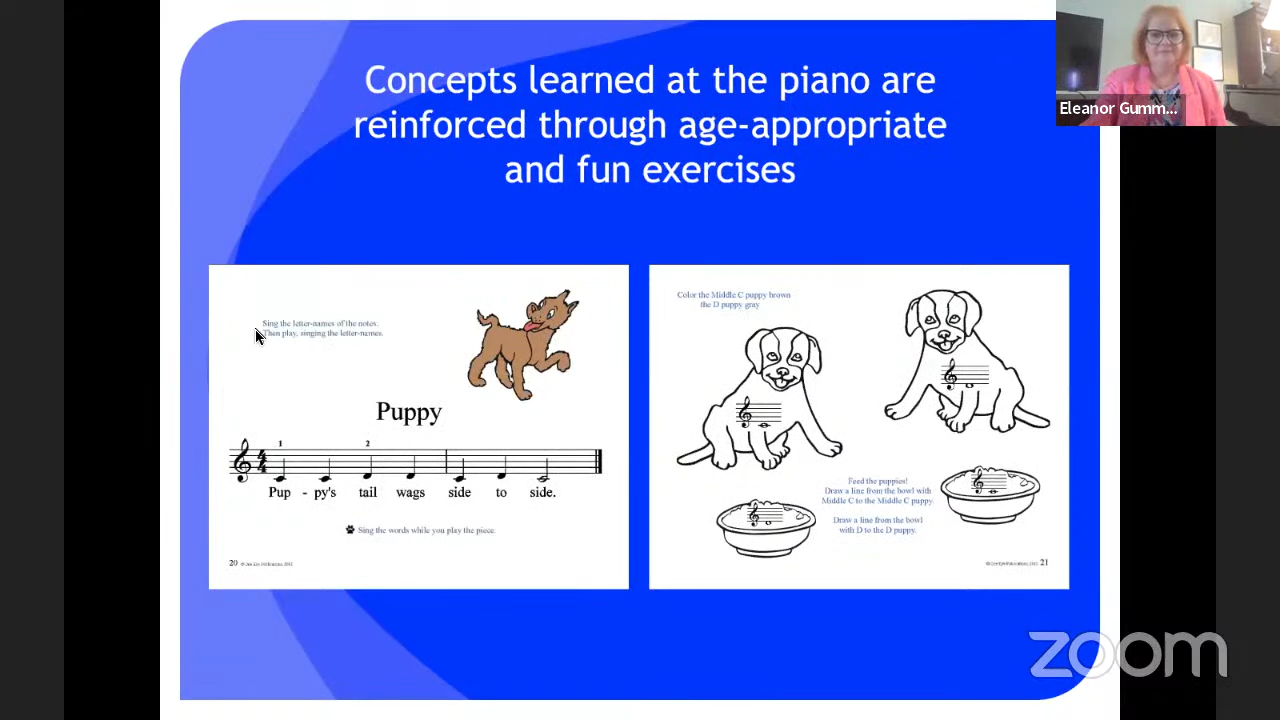 Concepts learned at the piano are
reinforced through age-appropriate
and fun exercises
Eleanor Gumm...
Sing the letter-names of the notes.
Then play, singing the letter-names.
Puppy
1 2
4
4
Pup - py's tail wags side to side.
Sing the words while you play the piece.
20
Color the Middle C puppy brown
the D puppy gray
Feed the puppies!
Draw a line from the bowl with
Middle C to the Middle C puppy.
Draw a line from the bowl
with D to the D puppy.
21
zoom